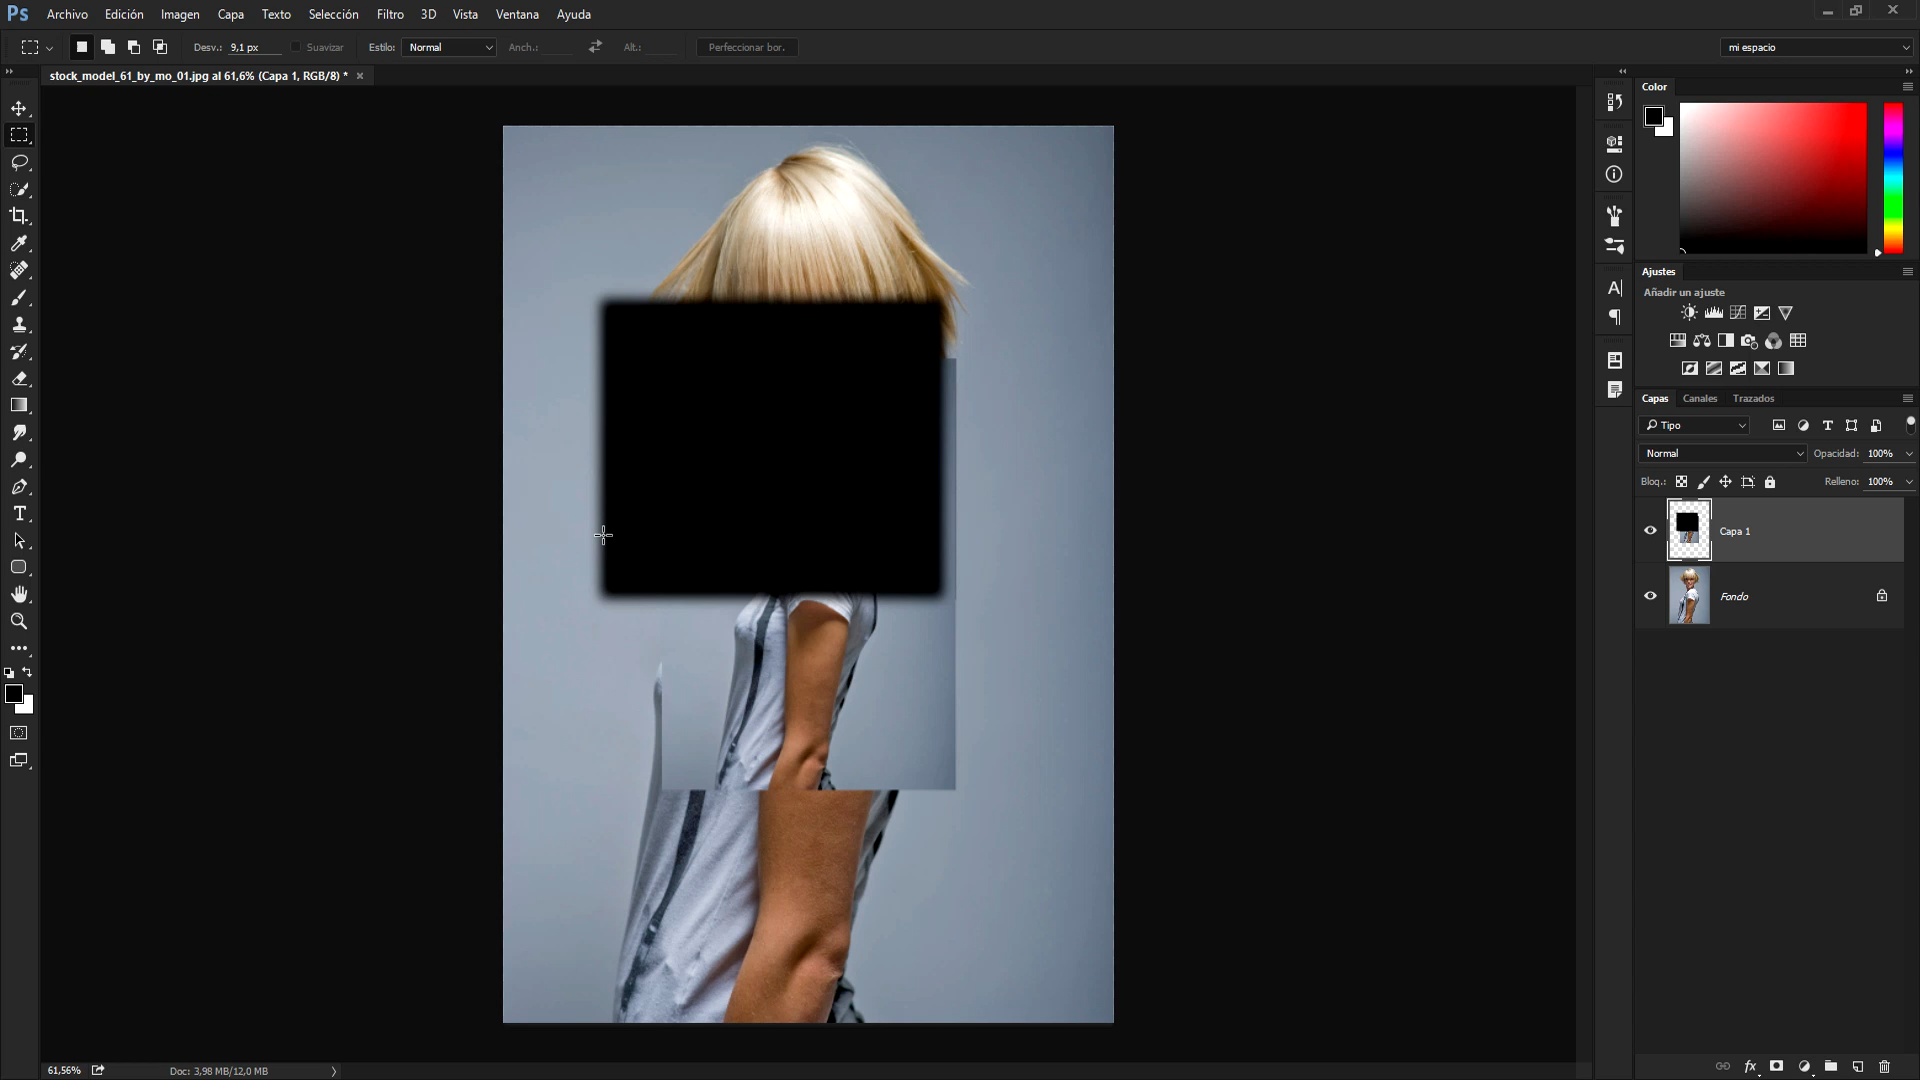 Ps Archivo Edición Imagen Capa Texto Selección Filtro 3D Vista Ventana Ayuda
Desv.: 9,1 px Suavizar Estilo: Normal Anch.: Alt.: Perfeccionar bor. mi espacio
stock_model_61_by_mo_01.jpg al 61,6% (Capa 1, RGB/8) * ×
Color
Ajustes
Añadir un ajuste
Capas Canales Trazados
Tipo
Normal Opacidad: 100%
Bloq.: Relleno: 100%
Capa 1
Fondo
61,56% Doc: 3,98 MB/12,0 MB